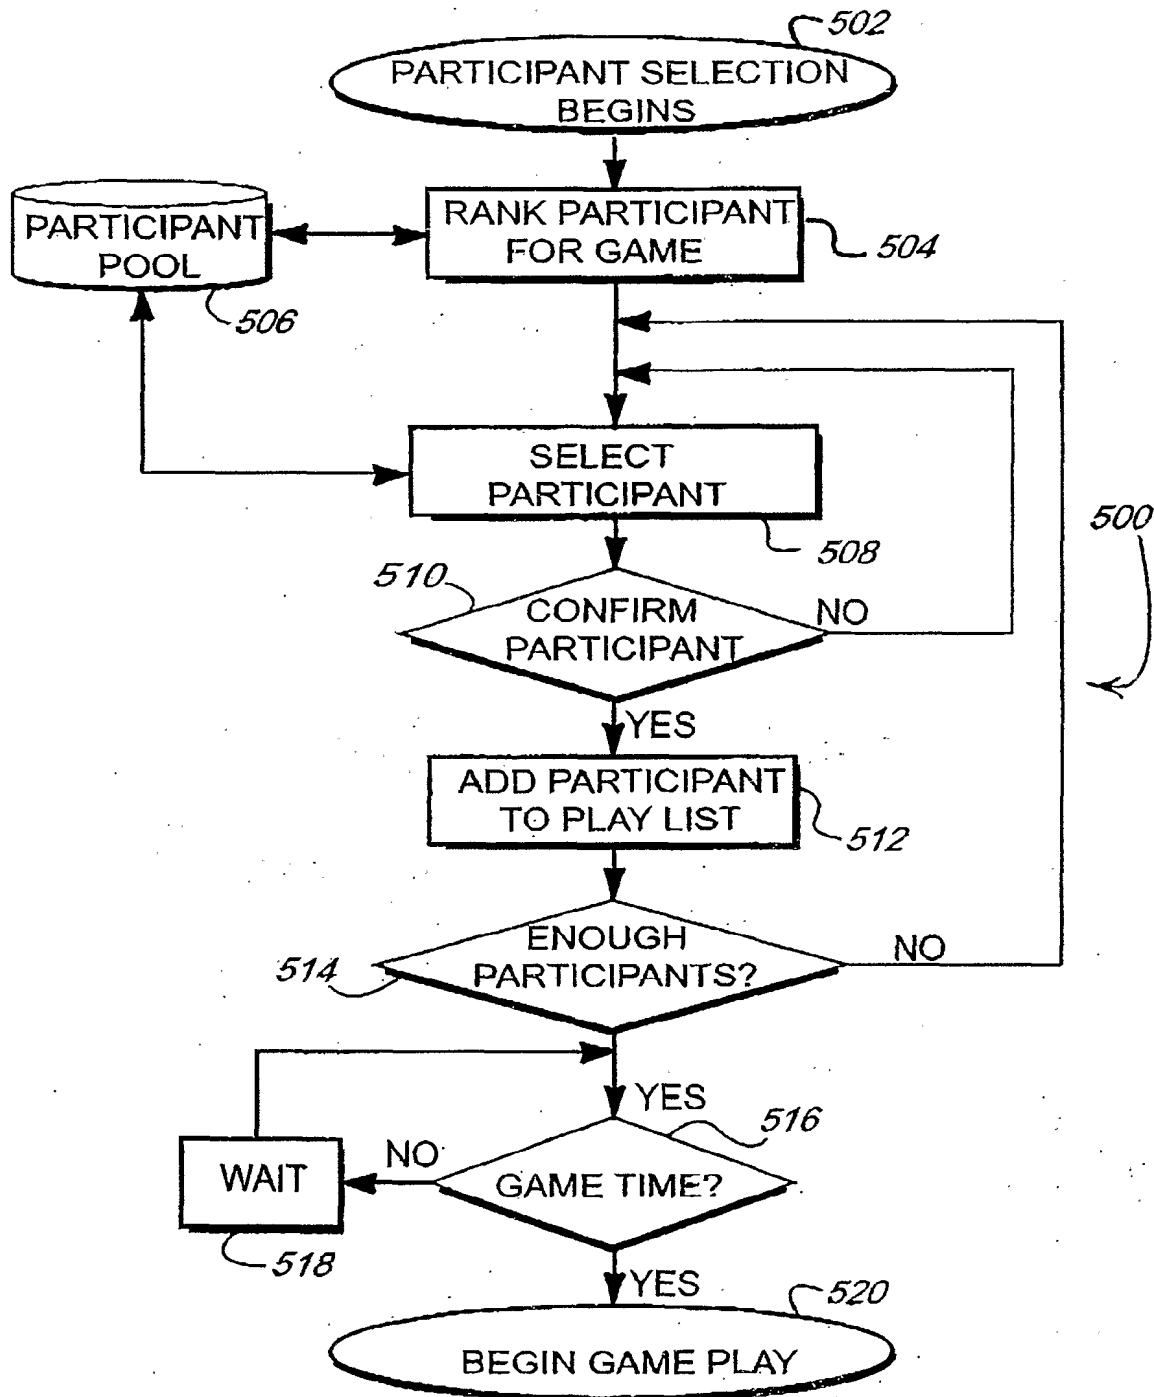 502
PARTICIPANT SELECTION
BEGINS
RANK PARTICIPANT
FOR GAME
504
PARTICIPANT
POOL
506
SELECT
PARTICIPANT
508
500
510
CONFIRM
PARTICIPANT
NO
YES
ADD PARTICIPANT
TO PLAY LIST
512
ENOUGH
PARTICIPANTS?
NO
514
YES
516
GAME TIME?
NO
WAIT
518
YES
520
BEGIN GAME PLAY